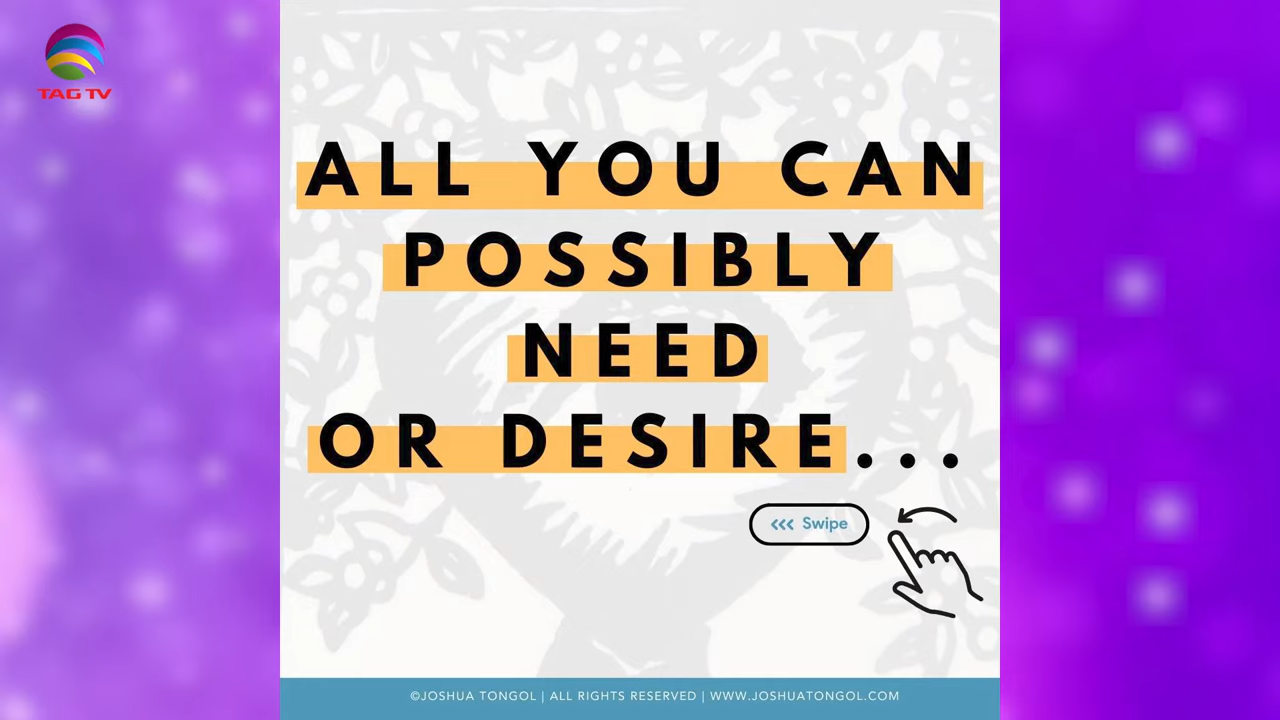 TAG TV
ALL YOU CAN
POSSIBLY
NEED
OR DESIRE...
<<< Swipe
©JOSHUA TONGOL | ALL RIGHTS RESERVED | WWW.JOSHUATONGOL.COM